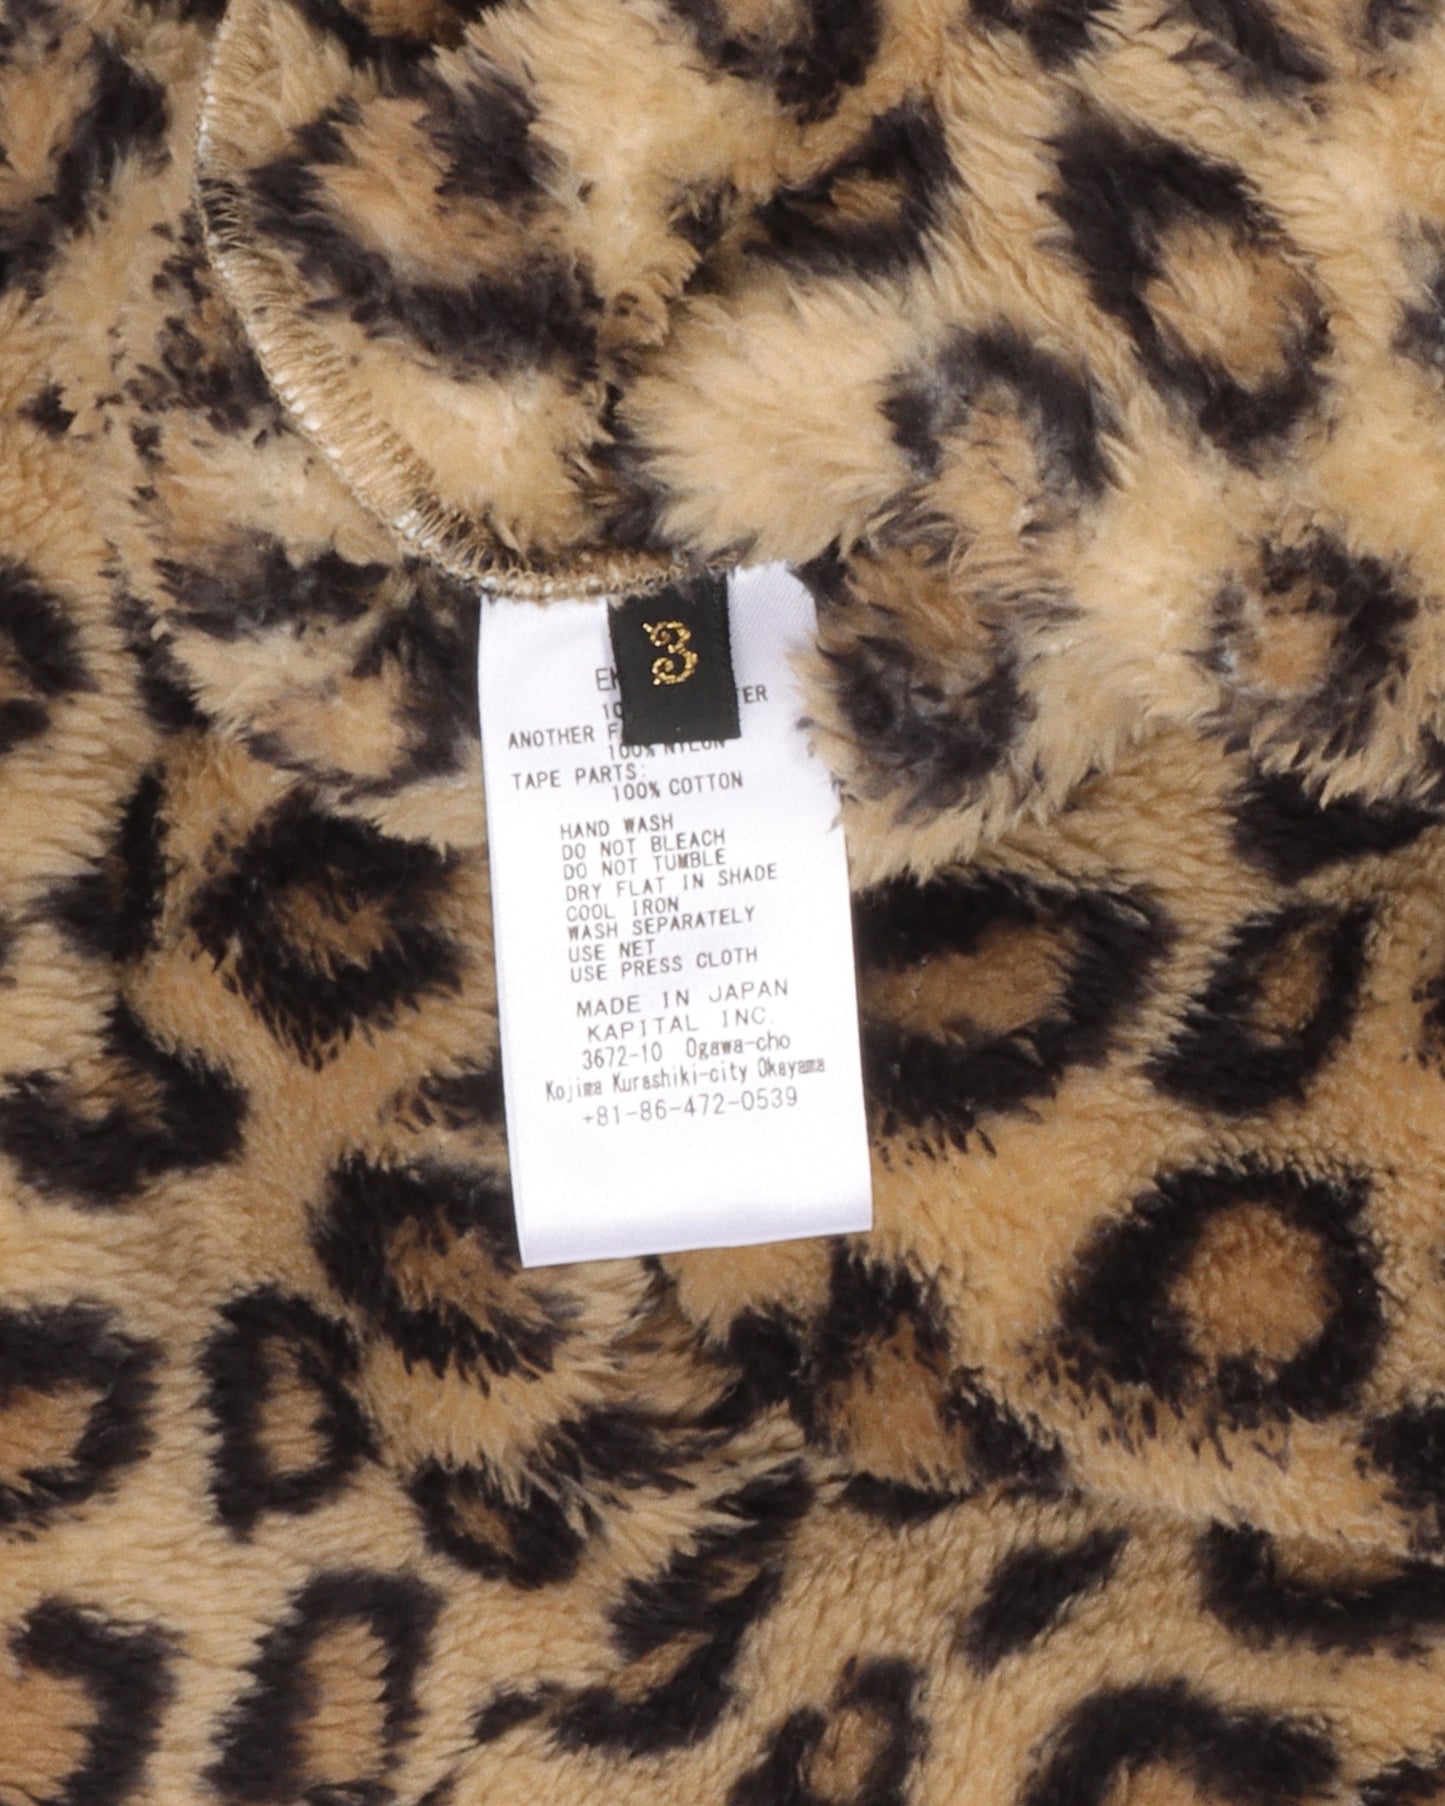 3
100% NYLON
ANOTHER
TAPE PARTS:
100% COTTON
HAND WASH
DO NOT BLEACH
DO NOT TUMBLE
DRY FLAT IN SHADE
COOL IRON
WASH SEPARATELY
USE NET
USE PRESS CLOTH
MADE IN JAPAN
KAPITAL INC.
3672-10 Ogawa-cho
Kojima Kurashiki-city Okayama
+81-86-472-0539